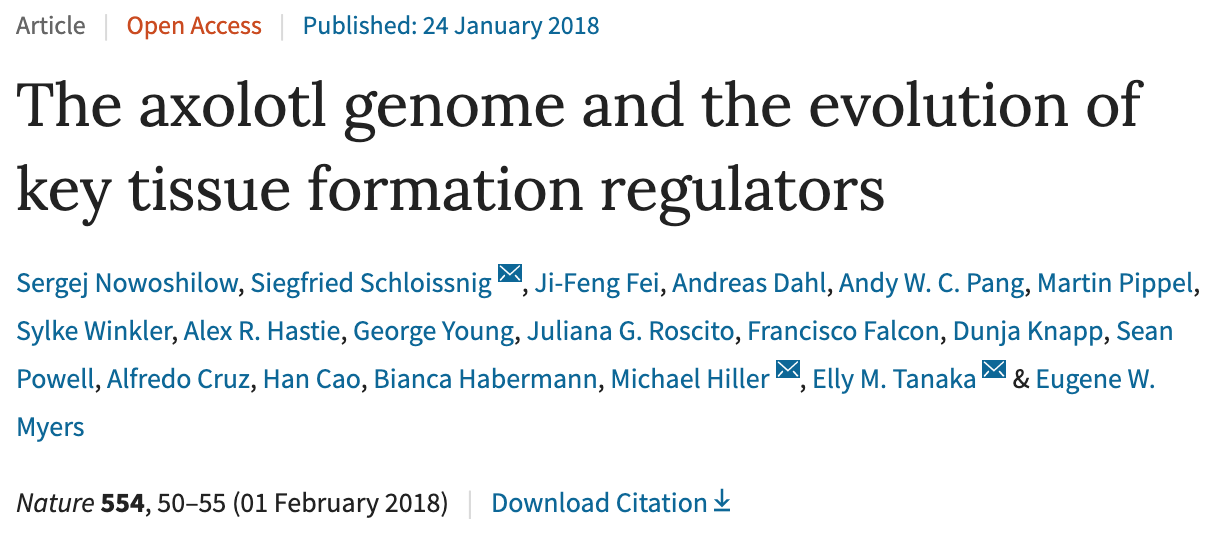 Article | Open Access | Published: 24 January 2018
The axolotl genome and the evolution of
key tissue formation regulators
Sergej Nowoshilow, Siegfried Schloissnig, Ji-Feng Fei, Andreas Dahl, Andy W. C. Pang, Martin Pippel,
Sylke Winkler, Alex R. Hastie, George Young, Juliana G. Roscito, Francisco Falcon, Dunja Knapp, Sean
Powell, Alfredo Cruz, Han Cao, Bianca Habermann, Michael Hiller, Elly M. Tanaka & Eugene W.
Myers
Nature 554, 50–55 (01 February 2018) | Download Citation